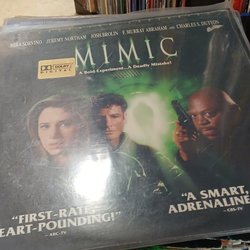 MIRA SORVINO JEREMY NORTHAM JOSH BROLIN F. MURRAY ABRAHAM AND CHARLES S. DUTTON
MIMIC
A Bold Experiment...A Deadly Mistake!
DOLBY
DIGITAL
"FIRST-RATE,
EART-POUNDING!"
— ABC-TV
"A SMART,
ADRENALINE
— CBS-TV